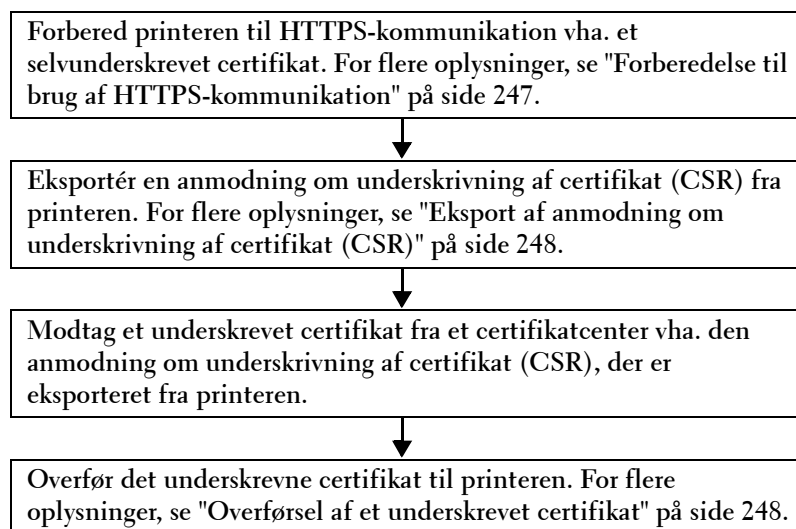 Forbered printeren til HTTPS-kommunikation vha. et
selvunderskrevet certifikat. For flere oplysninger, se "Forberedelse til
brug af HTTPS-kommunikation" på side 247.
Eksportér en anmodning om underskrivning af certifikat (CSR) fra
printeren. For flere oplysninger, se "Eksport af anmodning om
underskrivning af certifikat (CSR)" på side 248.
Modtag et underskrevet certifikat fra et certifikatcenter vha. den
anmodning om underskrivning af certifikat (CSR), der er
eksporteret fra printeren.
Overfør det underskrevne certifikat til printeren. For flere
oplysninger, se "Overførsel af et underskrevet certifikat" på side 248.